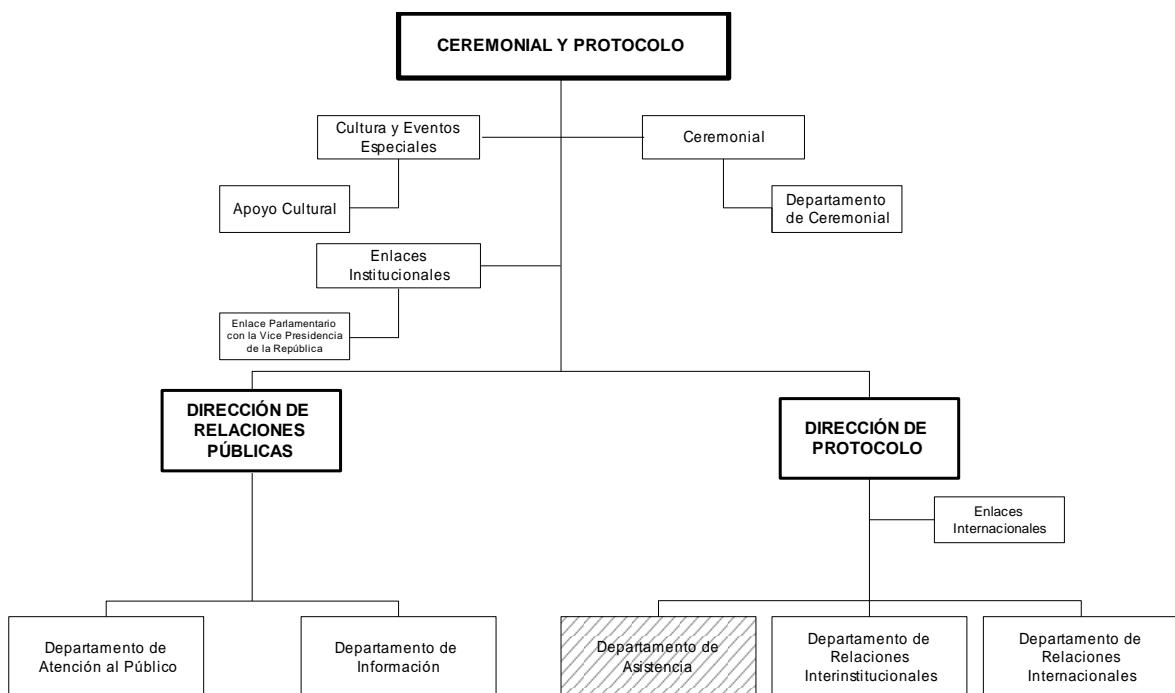 CEREMONIAL Y PROTOCOLO
Cultura y Eventos
Especiales
Ceremonial
Apoyo Cultural
Departamento
de Ceremonial
Enlaces
Institucionales
Enlace Parlamentario
con la Vice Presidencia
de la República
DIRECCIÓN DE
RELACIONES
PÚBLICAS
DIRECCIÓN DE
PROTOCOLO
Enlaces
Internacionales
Departamento de
Atención al Público
Departamento de
Información
Departamento de
Asistencia
Departamento de
Relaciones
Interinstitucionales
Departamento de
Relaciones
Internacionales